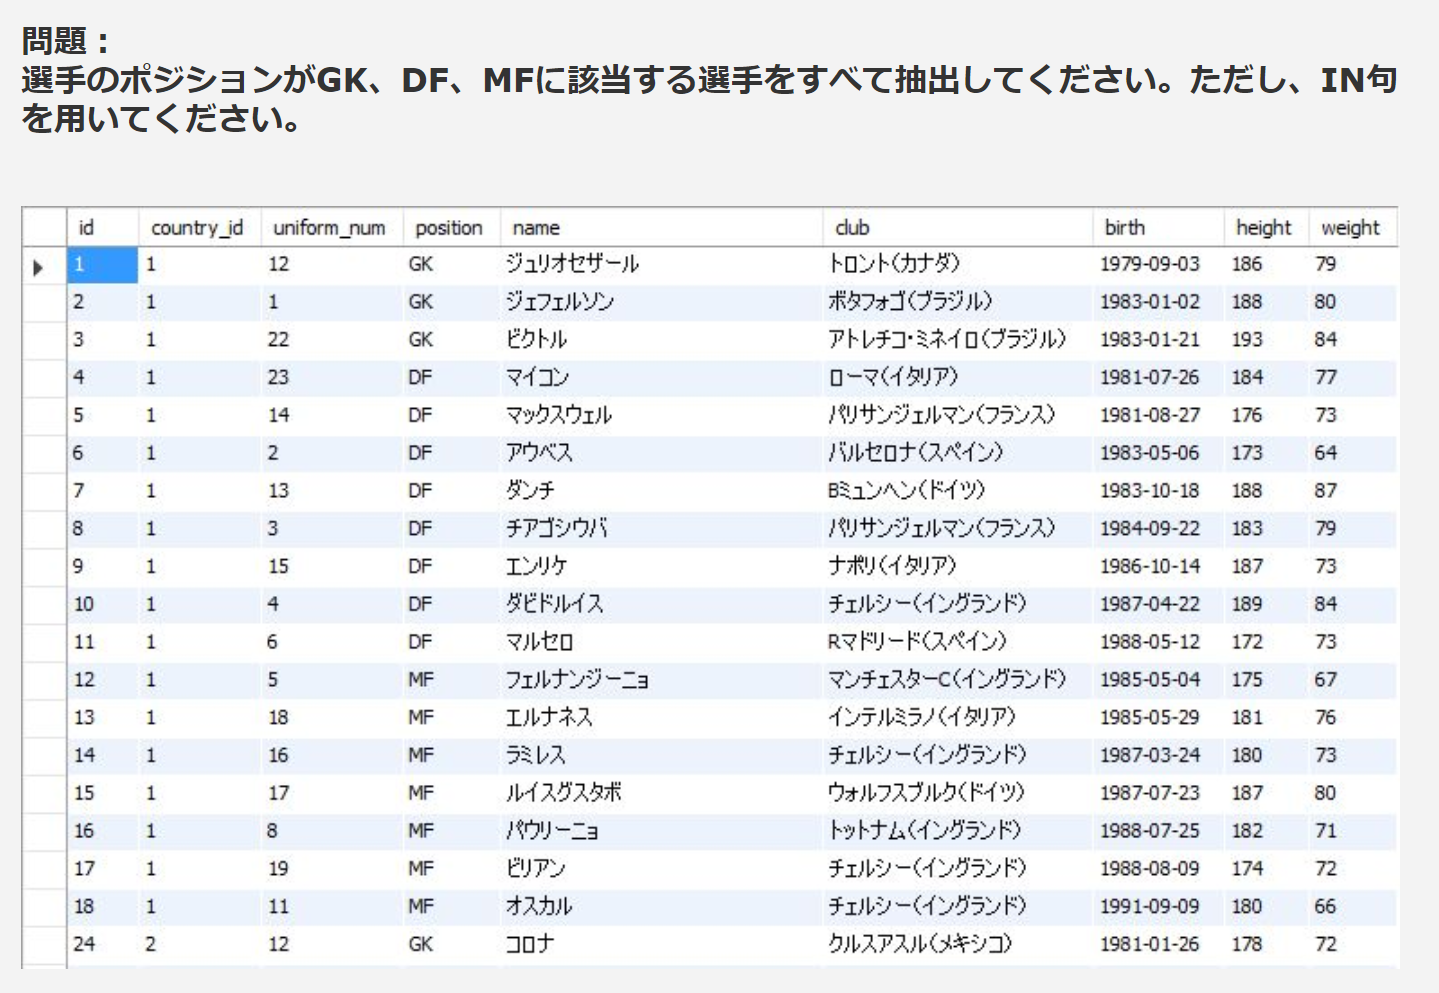 問題：
選手のポジションがGK、DF、MFに該当する選手をすべて抽出してください。ただし、IN句
を用いてください。
id country_id uniform_num position name club birth height weight
1 1 12 GK ジュリオセザール トロント(カナダ) 1979-09-03 186 79
2 1 1 GK ジェフェルソン ボタフォゴ(ブラジル) 1983-01-02 188 80
3 1 22 GK ビクトル アトレチコ・ミネイロ(ブラジル) 1983-01-21 193 84
4 1 23 DF マイコン ローマ(イタリア) 1981-07-26 184 77
5 1 14 DF マックスウェル パリサンジェルマン(フランス) 1981-08-27 176 73
6 1 2 DF アウベス バルセロナ(スペイン) 1983-05-06 173 64
7 1 13 DF ダンチ Bミュンヘン(ドイツ) 1983-10-18 188 87
8 1 3 DF チアゴシウバ パリサンジェルマン(フランス) 1984-09-22 183 79
9 1 15 DF エンリケ ナポリ(イタリア) 1986-10-14 187 73
10 1 4 DF ダビドルイス チェルシー(イングランド) 1987-04-22 189 84
11 1 6 DF マルセロ Rマドリード(スペイン) 1988-05-12 172 73
12 1 5 MF フェルナンジーニョ マンチェスターC(イングランド) 1985-05-04 175 67
13 1 18 MF エルナネス インテルミラノ(イタリア) 1985-05-29 181 76
14 1 16 MF ラミレス チェルシー(イングランド) 1987-03-24 180 73
15 1 17 MF ルイスグスタボ ウォルフスブルク(ドイツ) 1987-07-23 187 80
16 1 8 MF パウリーニョ トットナム(イングランド) 1988-07-25 182 71
17 1 19 MF ビリアン チェルシー(イングランド) 1988-08-09 174 72
18 1 11 MF オスカル チェルシー(イングランド) 1991-09-09 180 66
24 2 12 GK コロナ クルスアスル(メキシコ) 1981-01-26 178 72